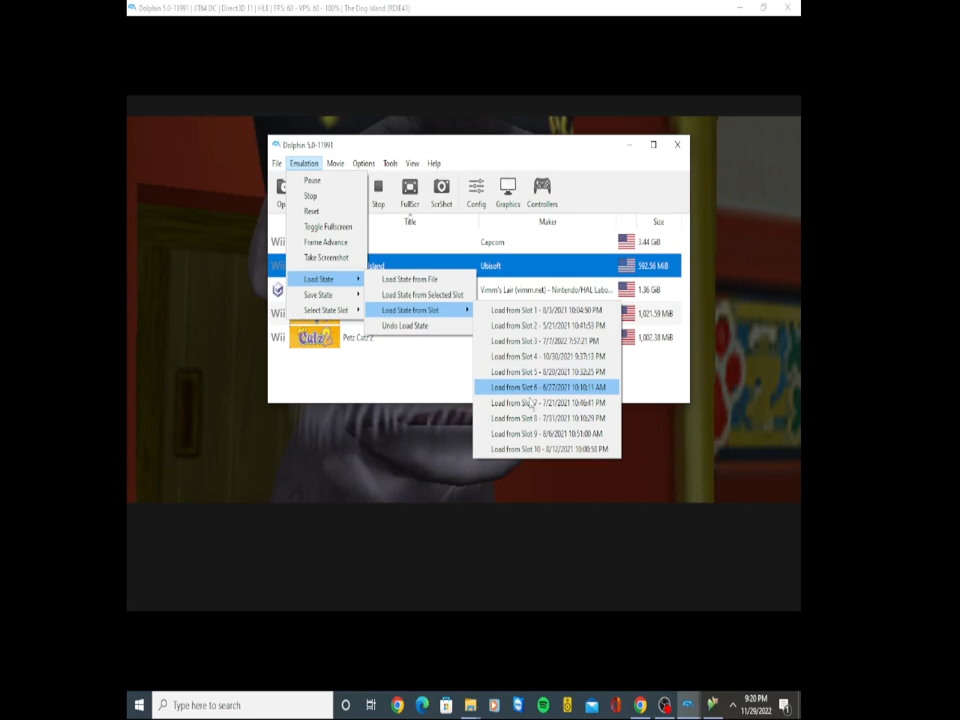 Dolphin 5.0-11991 | JIT64 DC | Direct3D 11 | HLE | FPS: 60 - VPS: 60 - 100% | The Dog Island (RDIE41)
Dolphin 5.0-11991
File Emulation Movie Options Tools View Help
Op Stop FullScr ScrShot Config Graphics Controllers
Title Maker Size
Wii Capcom 3.44 GiB
Wii Island Ubisoft 592.56 MiB
Vimm's Lair (vimm.net) - Nintendo/HAL Labo... 1.36 GiB
Wii 1,021.59 MiB
Wii Catz 2 Petz Catz 2 1,002.38 MiB
Pause
Stop
Reset
Toggle Fullscreen
Frame Advance
Take Screenshot
Load State
Save State
Select State Slot
Load State from File
Load State from Selected Slot
Load State from Slot
Undo Load State
Load from Slot 1 - 8/3/2021 10:04:50 PM
Load from Slot 2 - 5/21/2021 10:41:53 PM
Load from Slot 3 - 7/7/2022 7:57:21 PM
Load from Slot 4 - 10/30/2021 9:37:13 PM
Load from Slot 5 - 8/20/2021 10:32:25 PM
Load from Slot 6 - 6/27/2021 10:10:11 AM
Load from Slot 7 - 7/21/2021 10:46:41 PM
Load from Slot 8 - 7/31/2021 10:10:29 PM
Load from Slot 9 - 8/6/2021 10:51:00 AM
Load from Slot 10 - 8/12/2021 10:00:58 PM
Type here to search
9:20 PM
11/29/2022